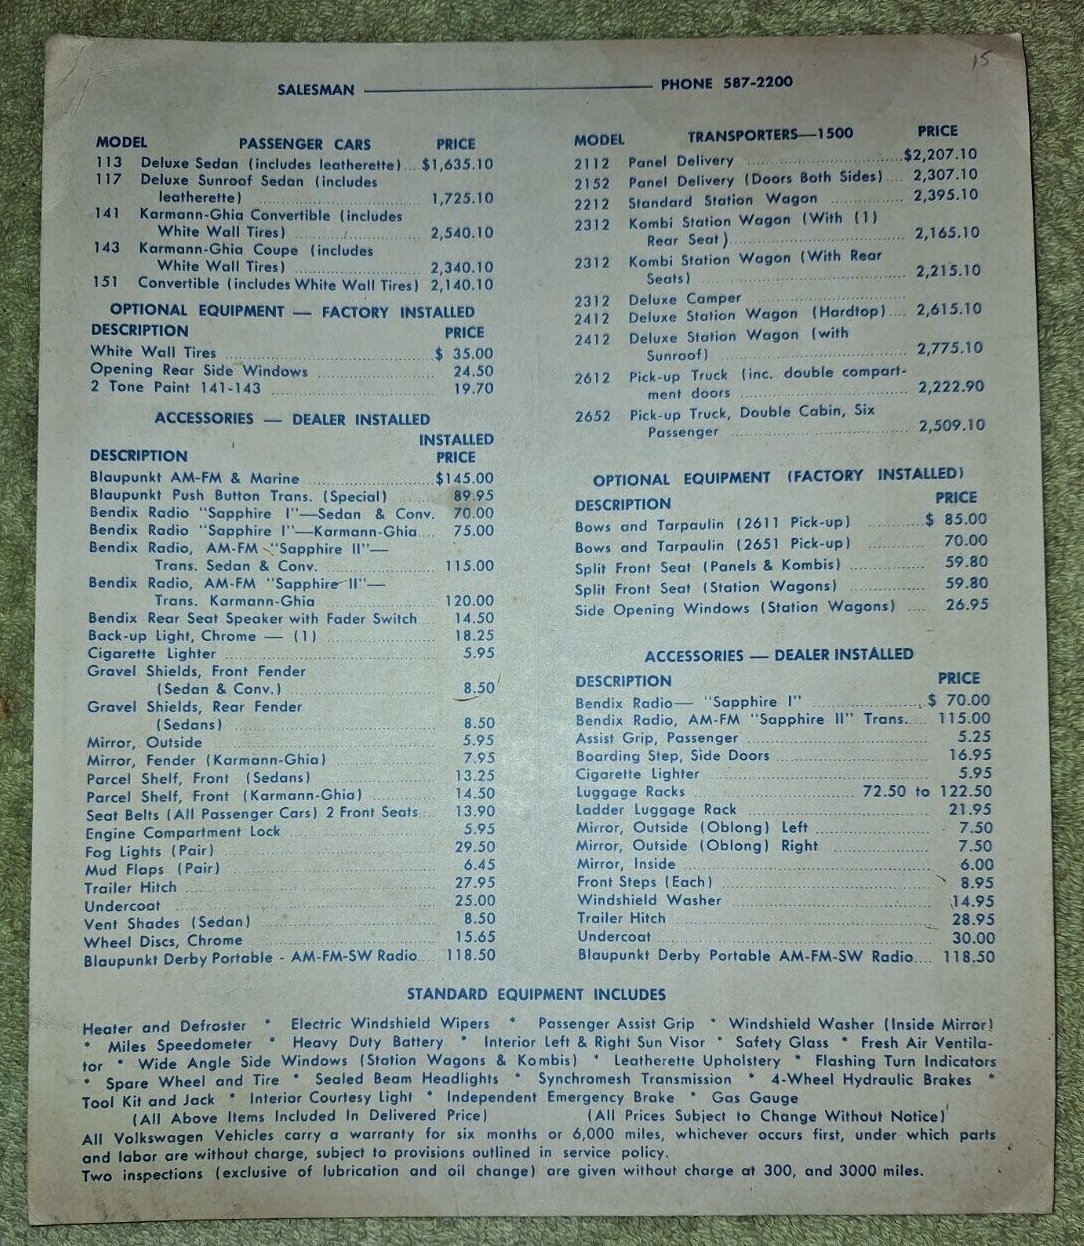 15
SALESMAN PHONE 587-2200
MODEL PASSENGER CARS PRICE
113 Deluxe Sedan (includes leatherette) $1,635.10
117 Deluxe Sunroof Sedan (includes
leatherette) 1,725.10
141 Karmann-Ghia Convertible (includes
White Wall Tires) 2,540.10
143 Karmann-Ghia Coupe (includes
White Wall Tires) 2,340.10
151 Convertible (includes White Wall Tires) 2,140.10
OPTIONAL EQUIPMENT — FACTORY INSTALLED
DESCRIPTION PRICE
White Wall Tires $ 35.00
Opening Rear Side Windows 24.50
2 Tone Paint 141-143 19.70
ACCESSORIES — DEALER INSTALLED
INSTALLED
DESCRIPTION PRICE
Blaupunkt AM-FM & Marine $145.00
Blaupunkt Push Button Trans. (Special) 89.95
Bendix Radio "Sapphire I"—Sedan & Conv. 70.00
Bendix Radio "Sapphire I"—Karmann-Ghia 75.00
Bendix Radio, AM-FM "Sapphire II"—
Trans. Sedan & Conv. 115.00
Bendix Radio, AM-FM "Sapphire II"—
Trans. Karmann-Ghia 120.00
Bendix Rear Seat Speaker with Fader Switch 14.50
Back-up Light, Chrome — (1) 18.25
Cigarette Lighter 5.95
Gravel Shields, Front Fender
(Sedan & Conv.) 8.50
Gravel Shields, Rear Fender
(Sedans) 8.50
Mirror, Outside 5.95
Mirror, Fender (Karmann-Ghia) 7.95
Parcel Shelf, Front (Sedans) 13.25
Parcel Shelf, Front (Karmann-Ghia) 14.50
Seat Belts (All Passenger Cars) 2 Front Seats 13.90
Engine Compartment Lock 5.95
Fog Lights (Pair) 29.50
Mud Flaps (Pair) 6.45
Trailer Hitch 27.95
Undercoat 25.00
Vent Shades (Sedan) 8.50
Wheel Discs, Chrome 15.65
Blaupunkt Derby Portable - AM-FM-SW Radio 118.50
MODEL TRANSPORTERS—1500 PRICE
2112 Panel Delivery $2,207.10
2152 Panel Delivery (Doors Both Sides) 2,307.10
2212 Standard Station Wagon 2,395.10
2312 Kombi Station Wagon (With (1)
Rear Seat) 2,165.10
2312 Kombi Station Wagon (With Rear
Seats) 2,215.10
2312 Deluxe Camper
2412 Deluxe Station Wagon (Hardtop) 2,615.10
2412 Deluxe Station Wagon (with
Sunroof) 2,775.10
2612 Pick-up Truck (inc. double compart-
ment doors 2,222.90
2652 Pick-up Truck, Double Cabin, Six
Passenger 2,509.10
OPTIONAL EQUIPMENT (FACTORY INSTALLED)
DESCRIPTION PRICE
Bows and Tarpaulin (2611 Pick-up) $ 85.00
Bows and Tarpaulin (2651 Pick-up) 70.00
Split Front Seat (Panels & Kombis) 59.80
Split Front Seat (Station Wagons) 59.80
Side Opening Windows (Station Wagons) 26.95
ACCESSORIES — DEALER INSTALLED
DESCRIPTION PRICE
Bendix Radio— "Sapphire I" $ 70.00
Bendix Radio, AM-FM "Sapphire II" Trans. 115.00
Assist Grip, Passenger 5.25
Boarding Step, Side Doors 16.95
Cigarette Lighter 5.95
Luggage Racks 72.50 to 122.50
Ladder Luggage Rack 21.95
Mirror, Outside (Oblong) Left 7.50
Mirror, Outside (Oblong) Right 7.50
Mirror, Inside 6.00
Front Steps (Each) 8.95
Windshield Washer 14.95
Trailer Hitch 28.95
Undercoat 30.00
Blaupunkt Derby Portable AM-FM-SW Radio 118.50
STANDARD EQUIPMENT INCLUDES
Heater and Defroster * Electric Windshield Wipers * Passenger Assist Grip * Windshield Washer (Inside Mirror)
* Miles Speedometer * Heavy Duty Battery * Interior Left & Right Sun Visor * Safety Glass * Fresh Air Ventila-
tor * Wide Angle Side Windows (Station Wagons & Kombis) * Leatherette Upholstery * Flashing Turn Indicators
* Spare Wheel and Tire * Sealed Beam Headlights * Synchromesh Transmission * 4-Wheel Hydraulic Brakes *
Tool Kit and Jack * Interior Courtesy Light * Independent Emergency Brake * Gas Gauge
(All Above Items Included In Delivered Price) (All Prices Subject to Change Without Notice)
All Volkswagen Vehicles carry a warranty for six months or 6,000 miles, whichever occurs first, under which parts
and labor are without charge, subject to provisions outlined in service policy.
Two inspections (exclusive of lubrication and oil change) are given without charge at 300, and 3000 miles.